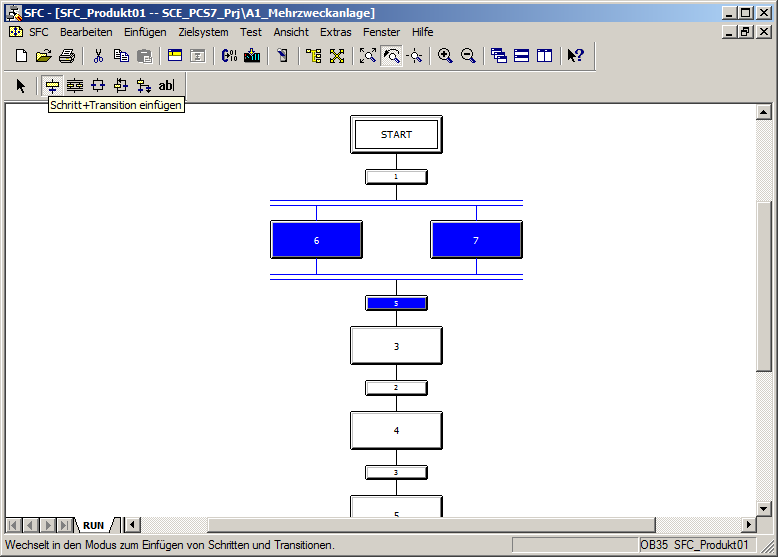 SFC - [SFC_Produkt01 -- SCE_PCS7_Prj\A1_Mehrzweckanlage]
SFC Bearbeiten Einfügen Zielsystem Test Ansicht Extras Fenster Hilfe
abl
Schritt+Transition einfügen
START
1
6 7
5
3
2
4
3
5
RUN
Wechselt in den Modus zum Einfügen von Schritten und Transitionen. OB35 SFC_Produkt01